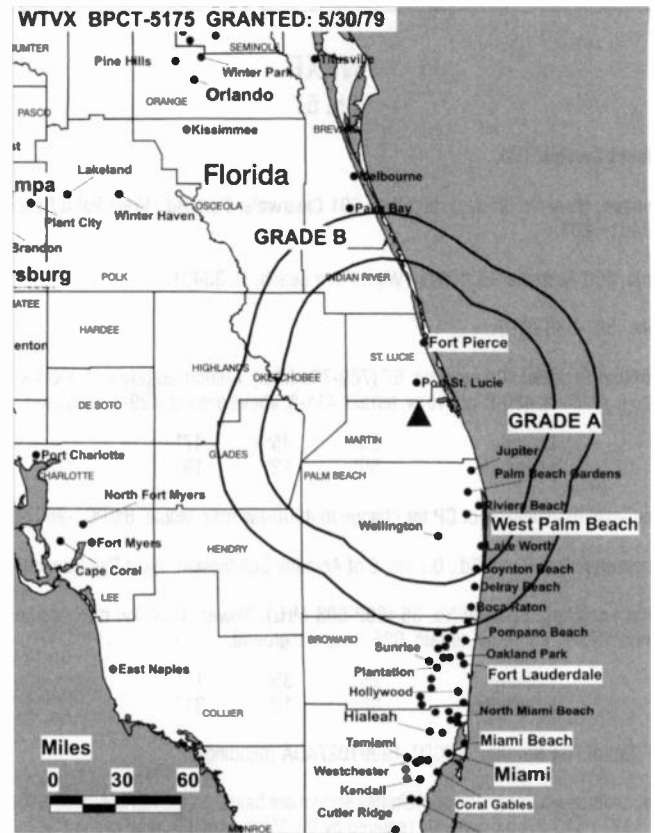 WTVX BPCT-5175 GRANTED: 5/30/79
SEMINOLE
Titusville
Pine Hills
Winter Park
Orlando
ORANGE
PASCO
Kissimmee
BREV
Lakeland
Florida
Melbourne
mpa
Plant City
Winter Haven
OSCEOLA
Palm Bay
Brandon
GRADE B
rsburg
POLK
INDIAN RIVER
ATEE
HARDEE
enton
Fort Pierce
HIGHLANDS
OKEECHOBEE
ST. LUCIE
Port St. Lucie
DE SOTO
GRADE A
MARTIN
Port Charlotte
GLADES
Jupiter
CHARLOTTE
PALM BEACH
Palm Beach Gardens
North Fort Myers
Riviera Beach
West Palm Beach
Wellington
Fort Myers
HENDRY
Lake Worth
Cape Coral
Boynton Beach
LEE
Delray Beach
Boca Raton
BROWARD
Pompano Beach
Sunrise
Oakland Park
East Naples
Plantation
Fort Lauderdale
Hollywood
COLLIER
North Miami Beach
Hialeah
Miami Beach
Miles
Tamiami
0 30 60
Westchester
Miami
Kendall
Coral Gables
Cutler Ridge
MONROE